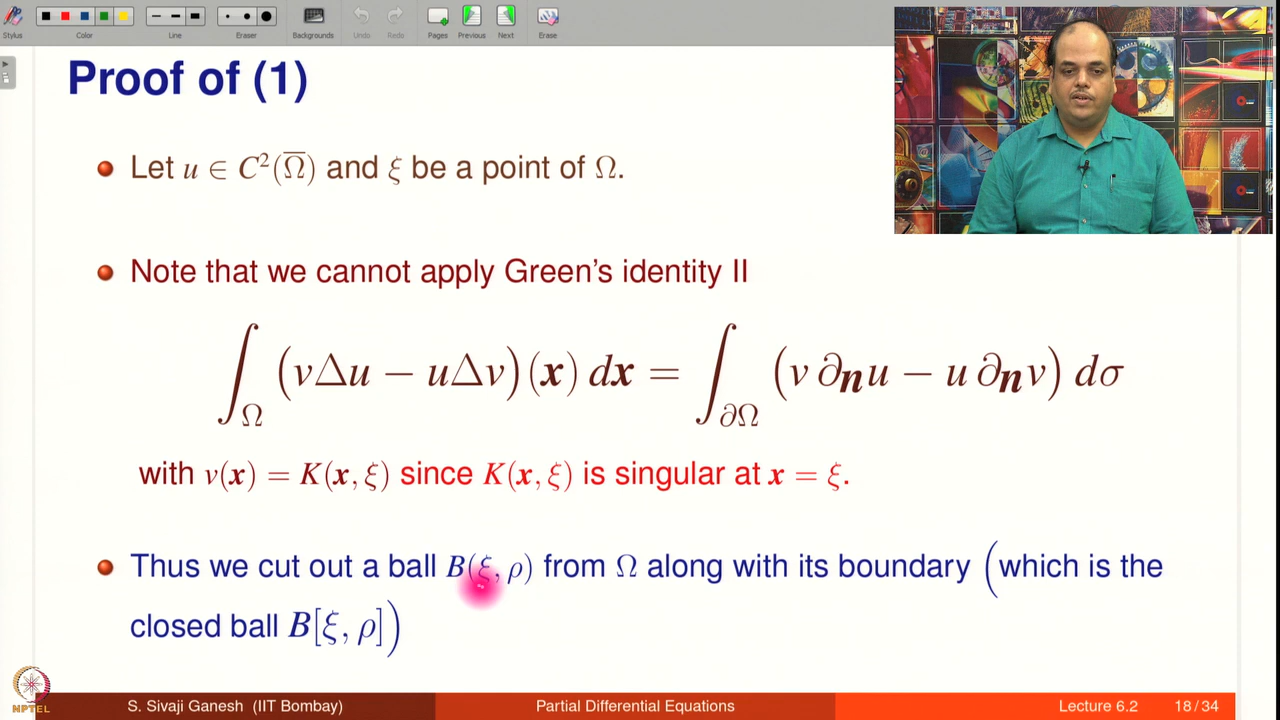 Stylus Color Line Eraser Backgrounds Undo Redo Pages Previous Next Erase
Proof of (1)
Let u ∈ C²(Ω̅) and ξ be a point of Ω.
Note that we cannot apply Green's identity II
∫_Ω (vΔu − uΔv)(x) dx = ∫_∂Ω (v ∂ₙu − u ∂ₙv) dσ
with v(x) = K(x, ξ) since K(x, ξ) is singular at x = ξ.
Thus we cut out a ball B(ξ, ρ) from Ω along with its boundary (which is the
closed ball B[ξ, ρ])
NPTEL
S. Sivaji Ganesh (IIT Bombay) Partial Differential Equations Lecture 6.2 18/34